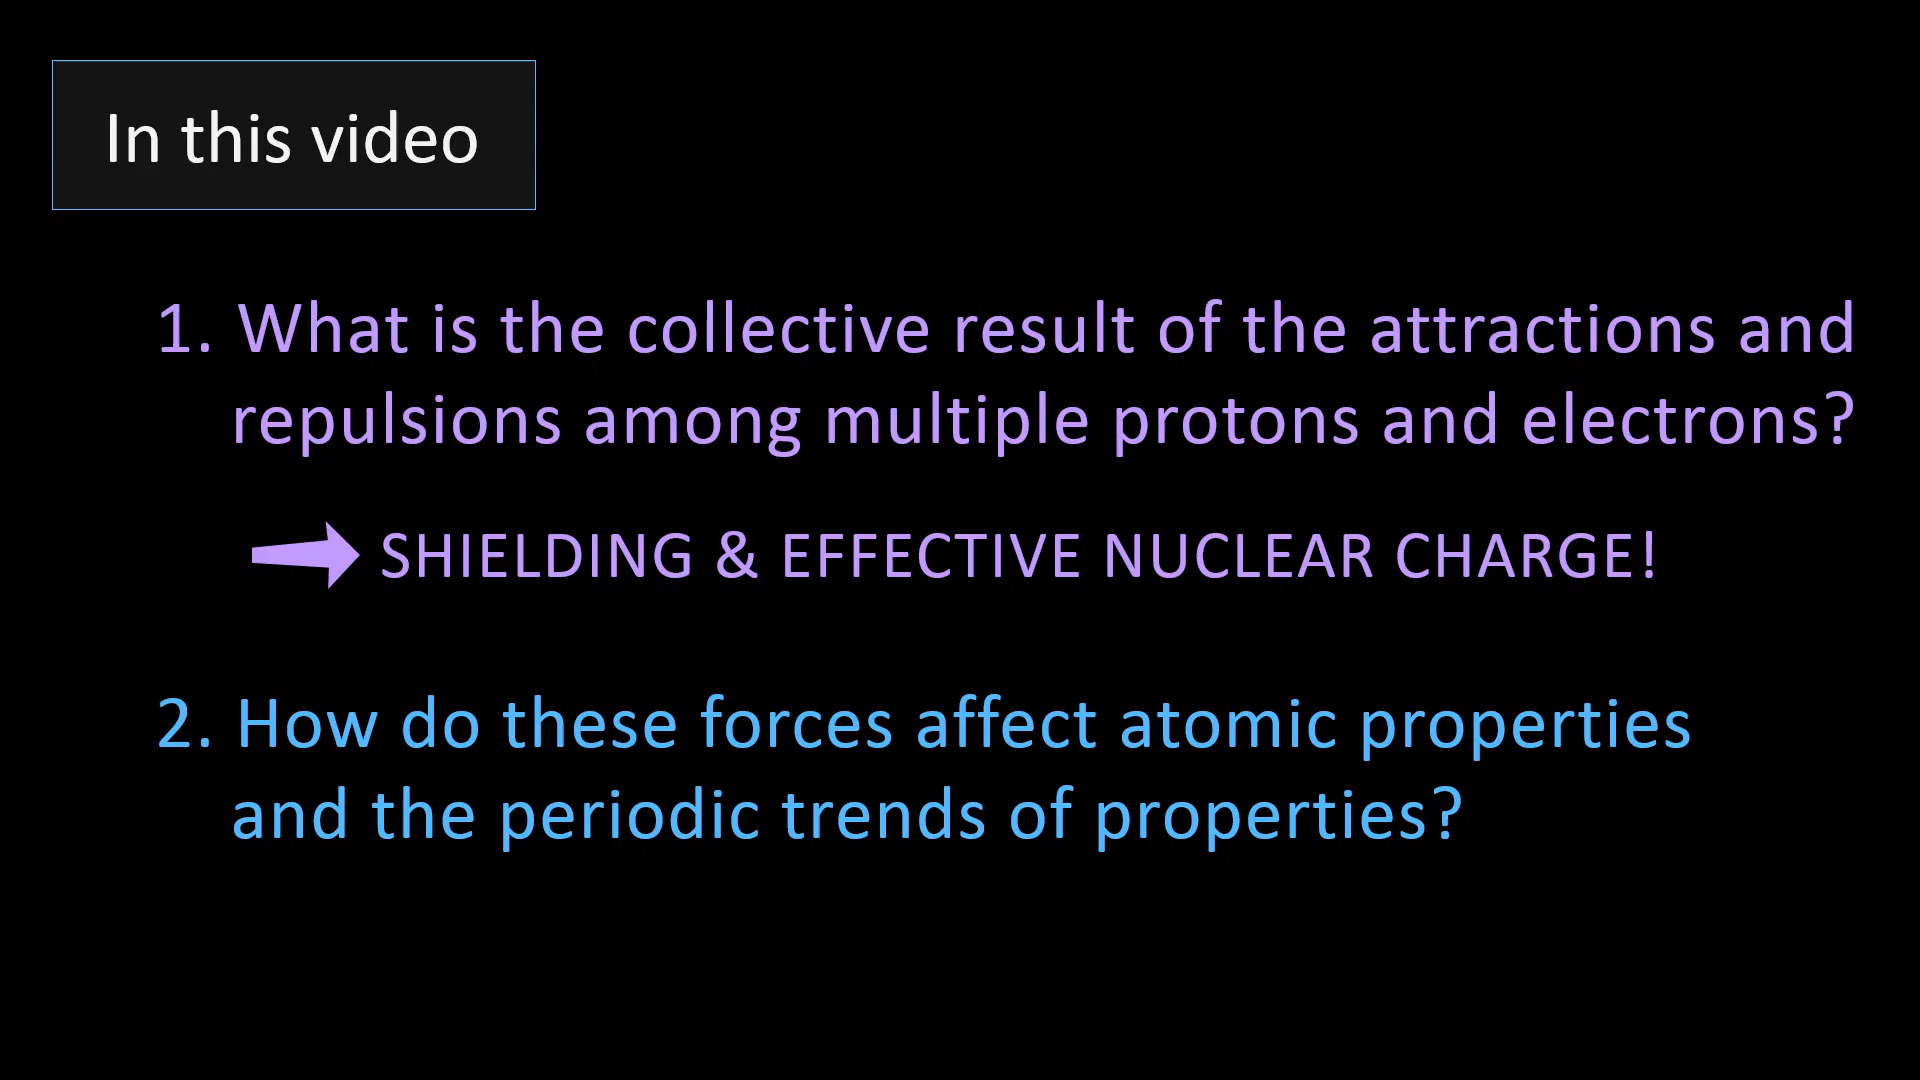 In this video
1. What is the collective result of the attractions and
repulsions among multiple protons and electrons?
SHIELDING & EFFECTIVE NUCLEAR CHARGE!
2. How do these forces affect atomic properties
and the periodic trends of properties?